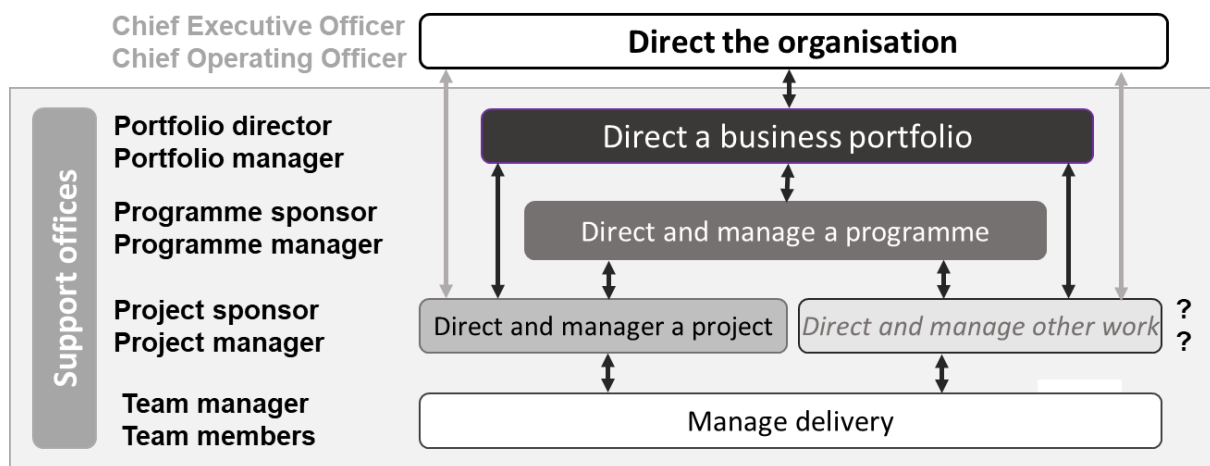 Chief Executive Officer
Chief Operating Officer
Direct the organisation
Support offices
Portfolio director
Portfolio manager
Direct a business portfolio
Programme sponsor
Programme manager
Direct and manage a programme
Project sponsor
Project manager
Direct and manager a project
Direct and manage other work
?
?
Team manager
Team members
Manage delivery